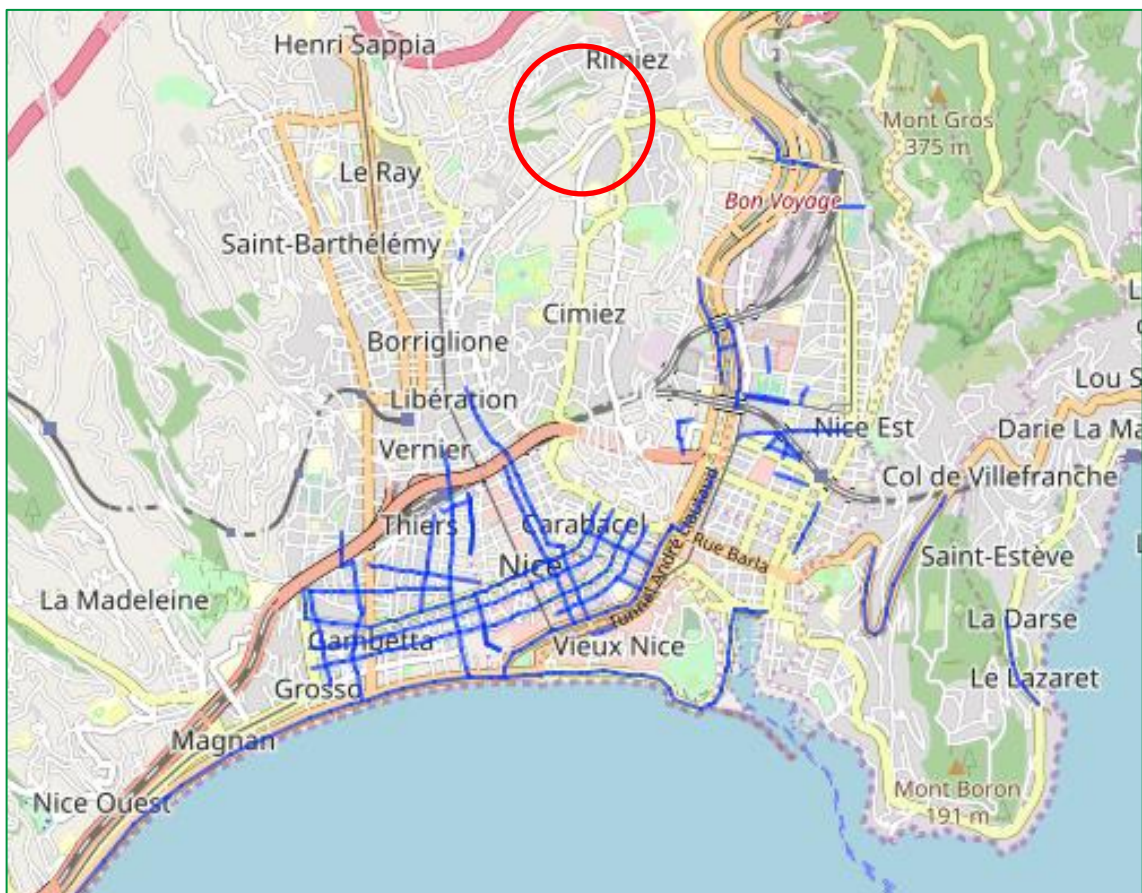 Henri Sappia
Rimiez
Mont Gros
375 m
Le Ray
Bon Voyage
Saint-Barthélémy
Cimiez
Borriglione
Lou S
Libération
Nice Est
Darie La Ma
Vernier
Col de Villefranche
Thiers
Carabacel
Nice
Rue Barla
Saint-Estève
La Madeleine
Tunnel André Liautaud
La Darse
Gambetta
Vieux Nice
Grosso
Le Lazaret
Magnan
Mont Boron
191 m
Nice Ouest